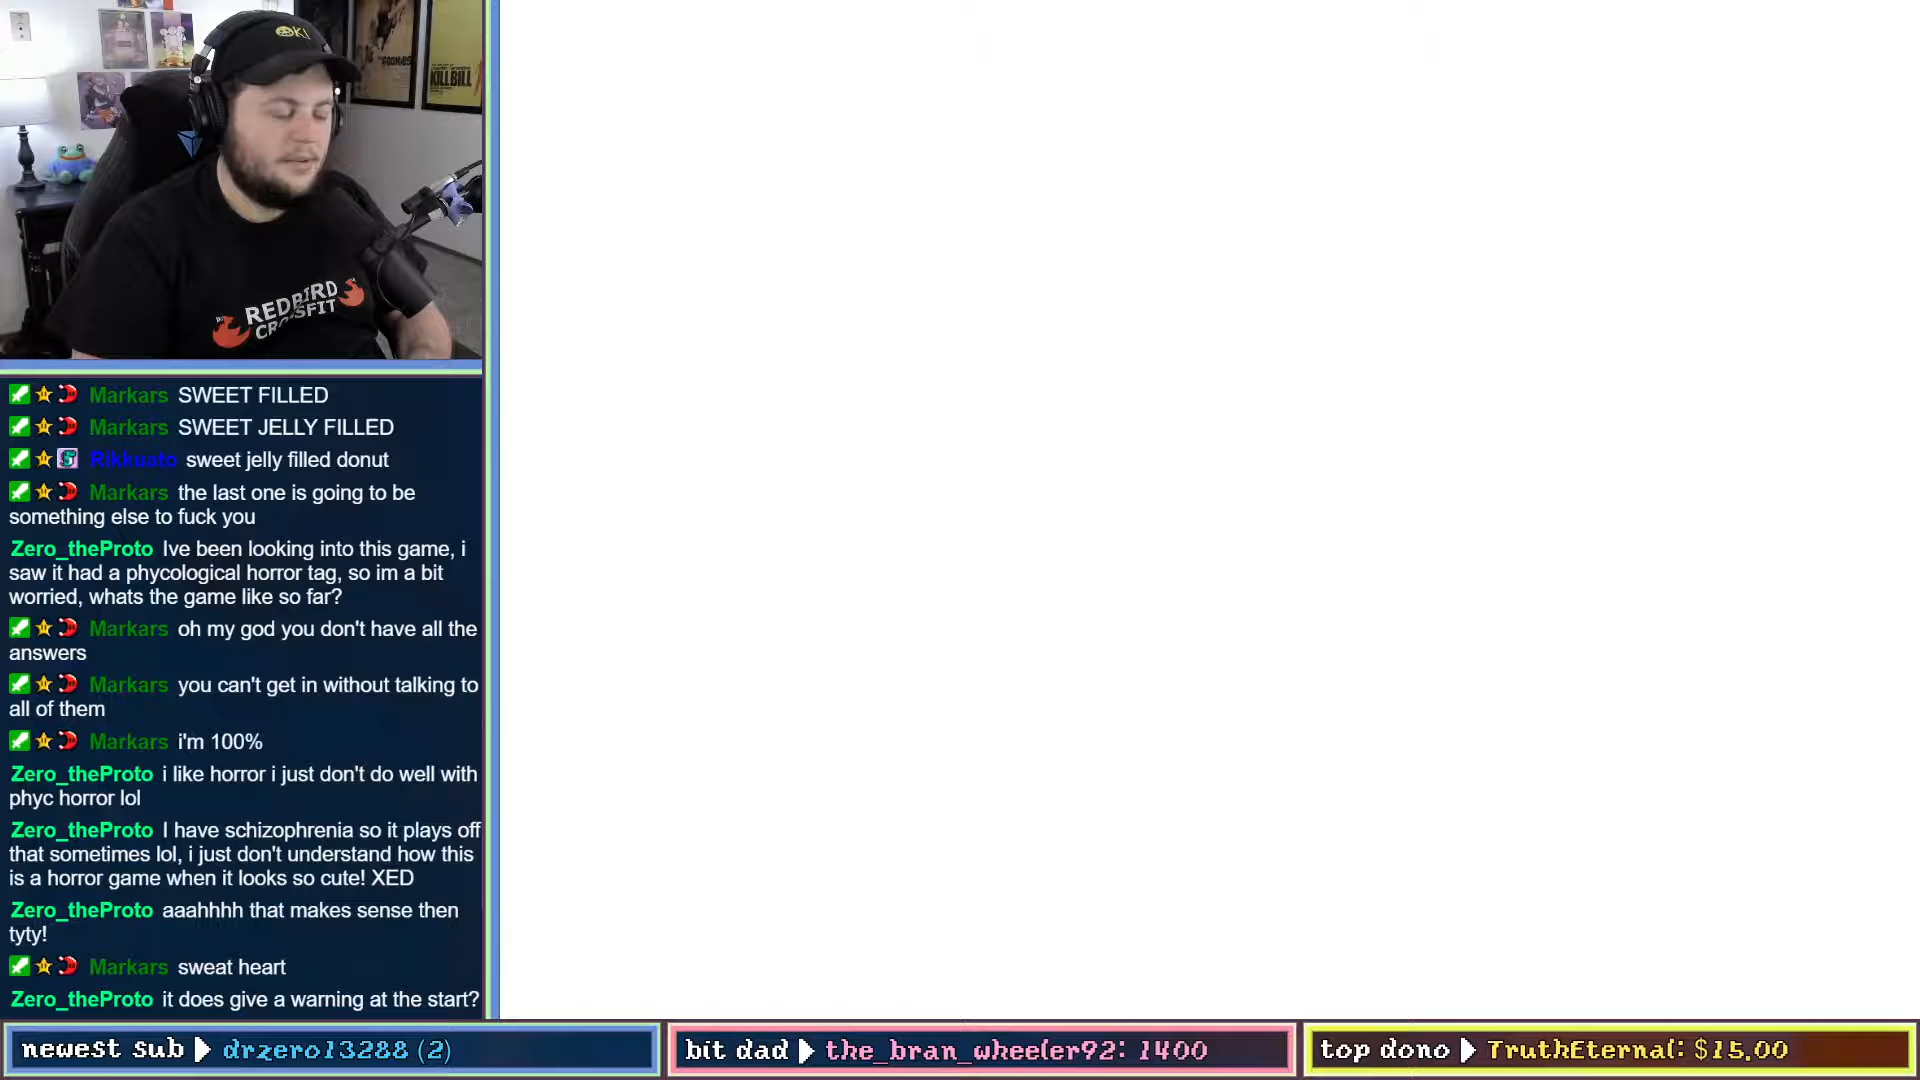 OK!
GOONIES
KILL BILL
REDBIRD
CROSSFIT
Markars SWEET FILLED
Markars SWEET JELLY FILLED
Rikkuato sweet jelly filled donut
Markars the last one is going to be
something else to fuck you
Zero_theProto Ive been looking into this game, i
saw it had a phycological horror tag, so im a bit
worried, whats the game like so far?
Markars oh my god you don't have all the
answers
Markars you can't get in without talking to
all of them
Markars i'm 100%
Zero_theProto i like horror i just don't do well with
phyc horror lol
Zero_theProto I have schizophrenia so it plays off
that sometimes lol, i just don't understand how this
is a horror game when it looks so cute! XED
Zero_theProto aaahhhh that makes sense then
tyty!
Markars sweat heart
Zero_theProto it does give a warning at the start?
newest sub drzero13288 (2)
bit dad the_bran_wheeler92: 1400
top dono TruthEternal: $15.00